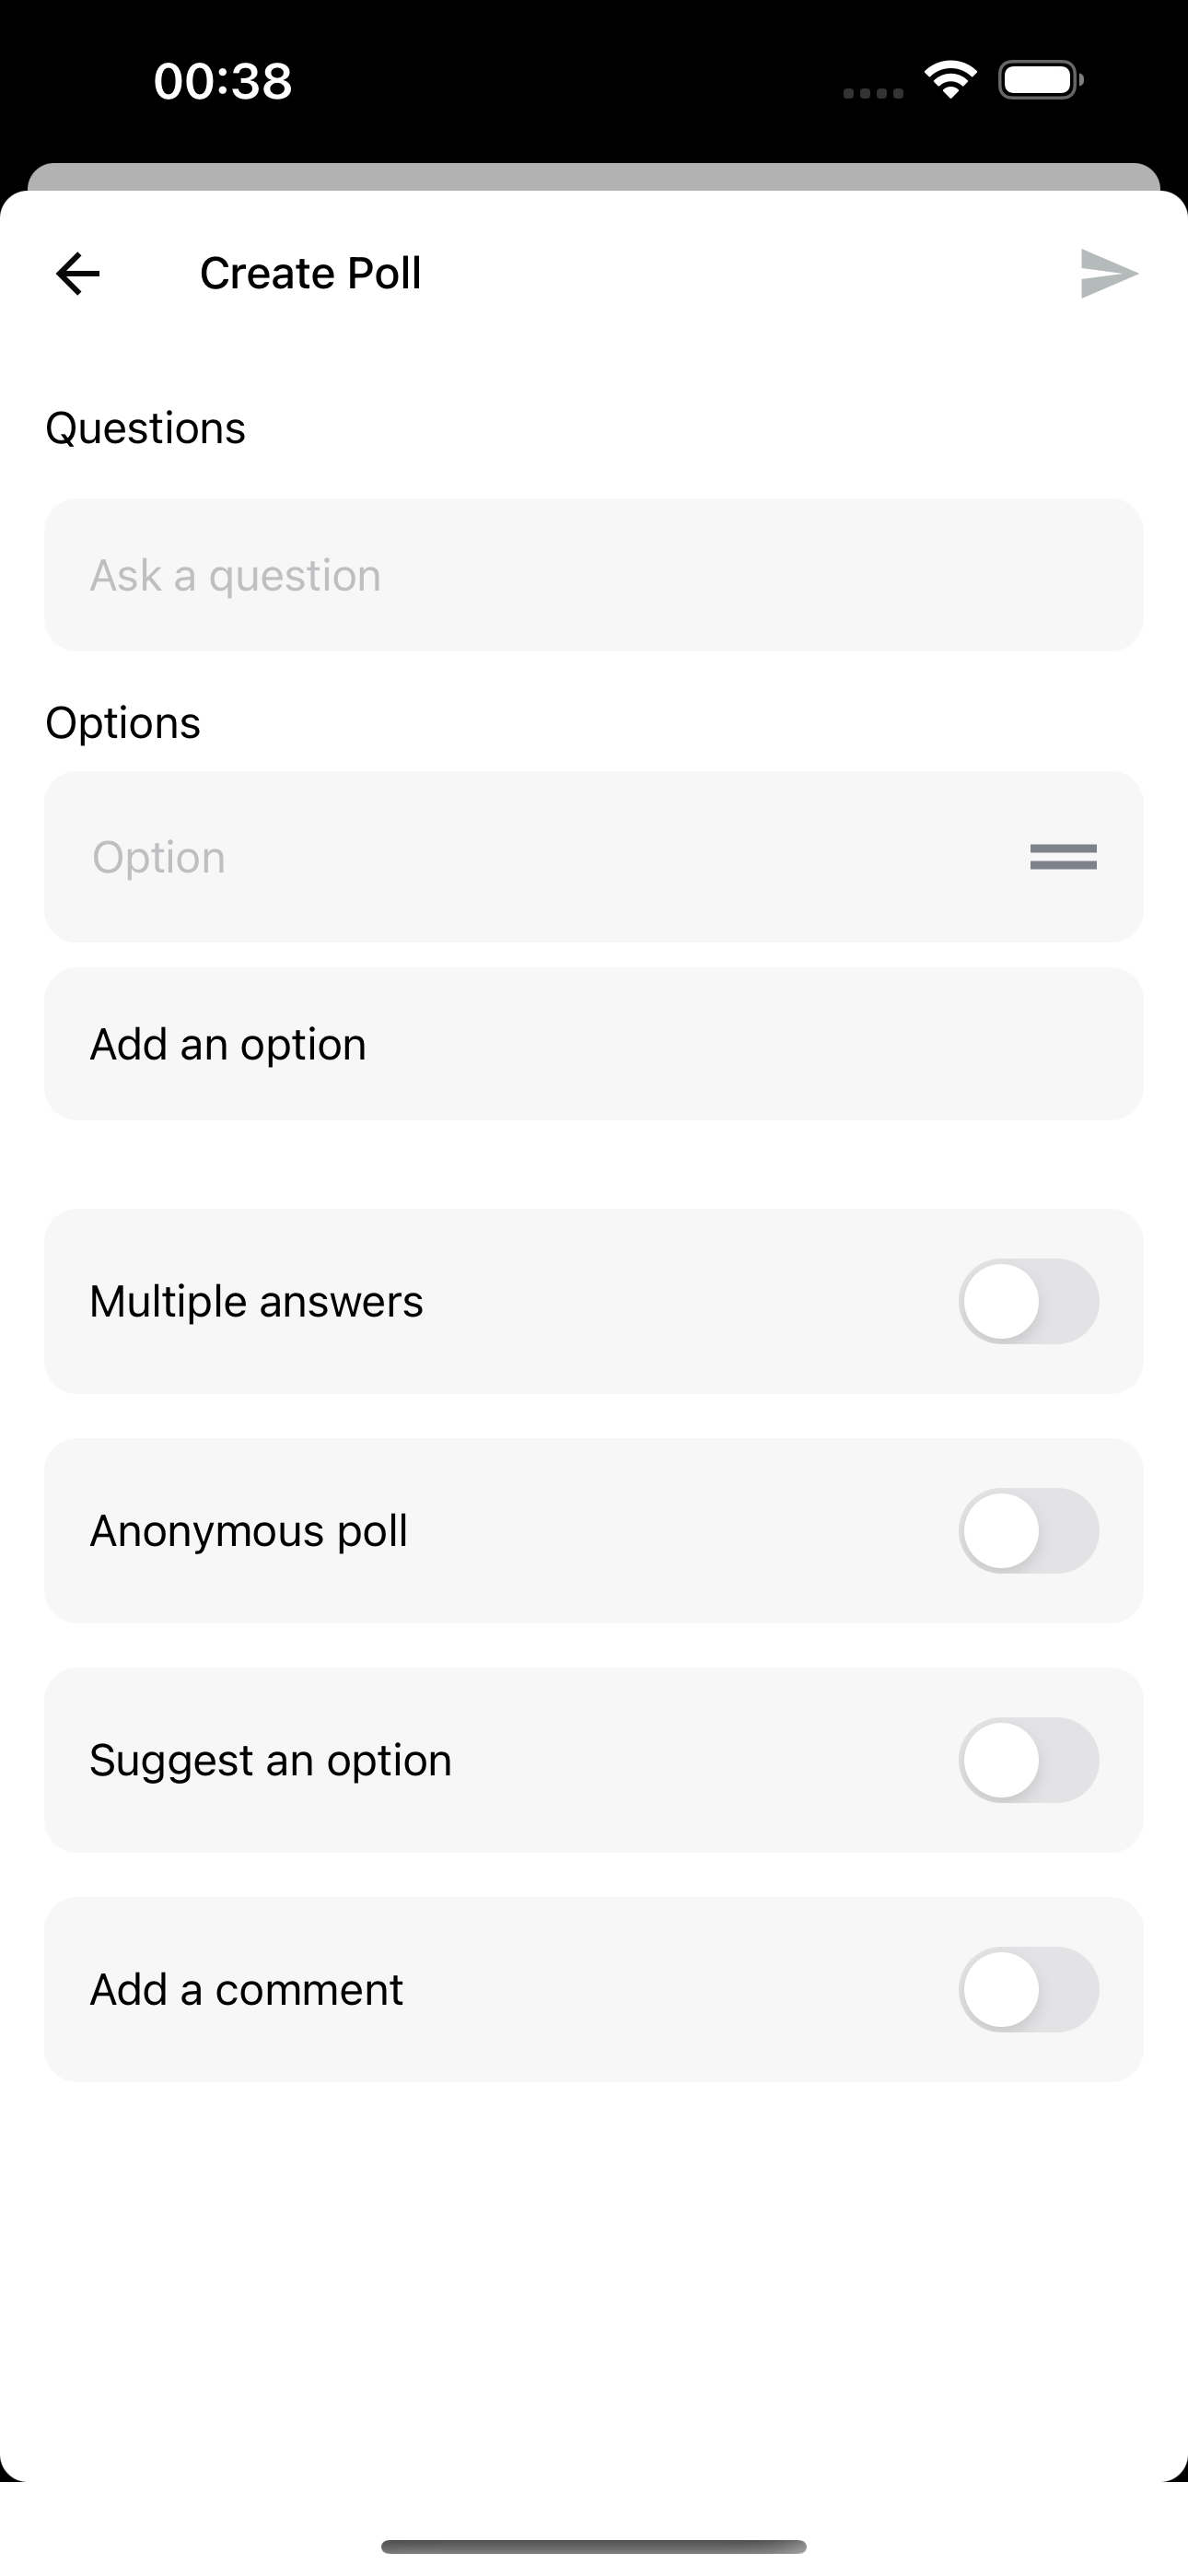 00:38
Create Poll
Questions
Ask a question
Options
Option
Add an option
Multiple answers
Anonymous poll
Suggest an option
Add a comment